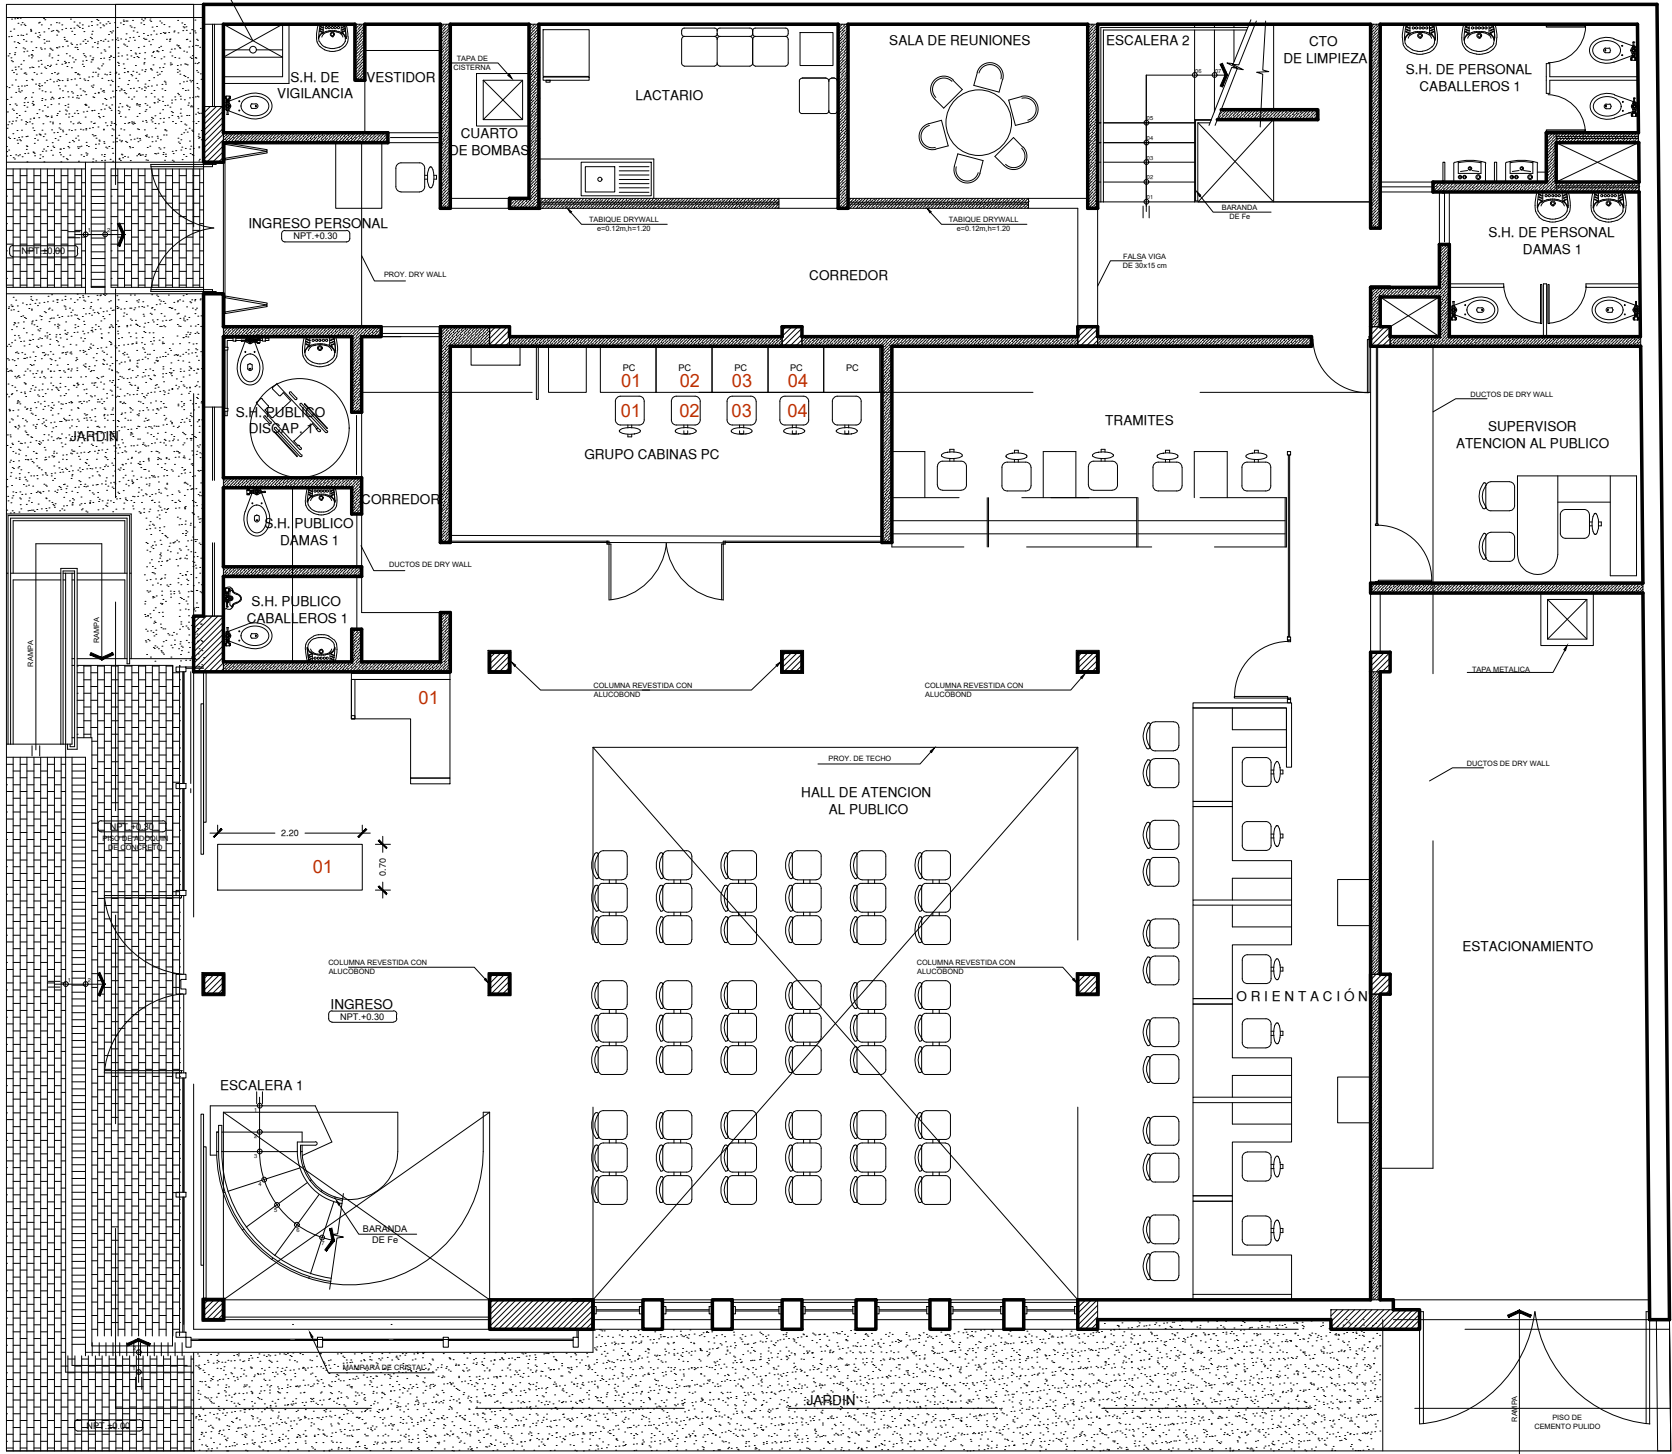 S.H. DE
VIGILANCIA
VESTIDOR
TAPA DE
CISTERNA
CUARTO
DE BOMBAS
LACTARIO
SALA DE REUNIONES
ESCALERA 2
CTO
DE LIMPIEZA
S.H. DE PERSONAL
CABALLEROS 1
INGRESO PERSONAL
NPT.+0.30
NPT.±0.00
TABIQUE DRYWALL
e=0.12m,h=1.20
TABIQUE DRYWALL
e=0.12m,h=1.20
BARANDA
DE Fe
S.H. DE PERSONAL
DAMAS 1
PROY. DRY WALL
CORREDOR
FALSA VIGA
DE 30x15 cm
PC
PC
PC
PC
PC
01
02
03
04
01
02
03
04
GRUPO CABINAS PC
S.H. PUBLICO
DISCAP. 1
JARDIN
TRAMITES
DUCTOS DE DRY WALL
SUPERVISOR
ATENCION AL PUBLICO
CORREDOR
S.H. PUBLICO
DAMAS 1
DUCTOS DE DRY WALL
S.H. PUBLICO
CABALLEROS 1
RAMPA
RAMPA
COLUMNA REVESTIDA CON
ALUCOBOND
COLUMNA REVESTIDA CON
ALUCOBOND
TAPA METALICA
01
PROY. DE TECHO
DUCTOS DE DRY WALL
HALL DE ATENCION
AL PUBLICO
NPT.+0.30
PISO DE ADOQUIN
DE CONCRETO
2.20
0.70
01
ESTACIONAMIENTO
COLUMNA REVESTIDA CON
ALUCOBOND
COLUMNA REVESTIDA CON
ALUCOBOND
INGRESO
NPT.+0.30
ORIENTACIÓN
ESCALERA 1
BARANDA
DE Fe
MAMPARA DE CRISTAL
JARDIN
NPT.±0.00
RAMPA
PISO DE
CEMENTO PULIDO